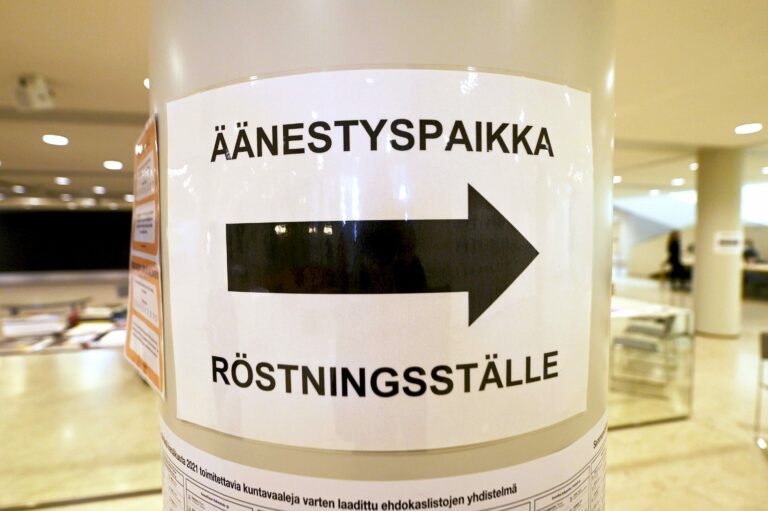 ÄÄNESTYSPAIKKA
RÖSTNINGSSTÄLLE
2021 toimitettavia kuntavaaleja varten laadittu ehdokaslistojen yhdistelmä